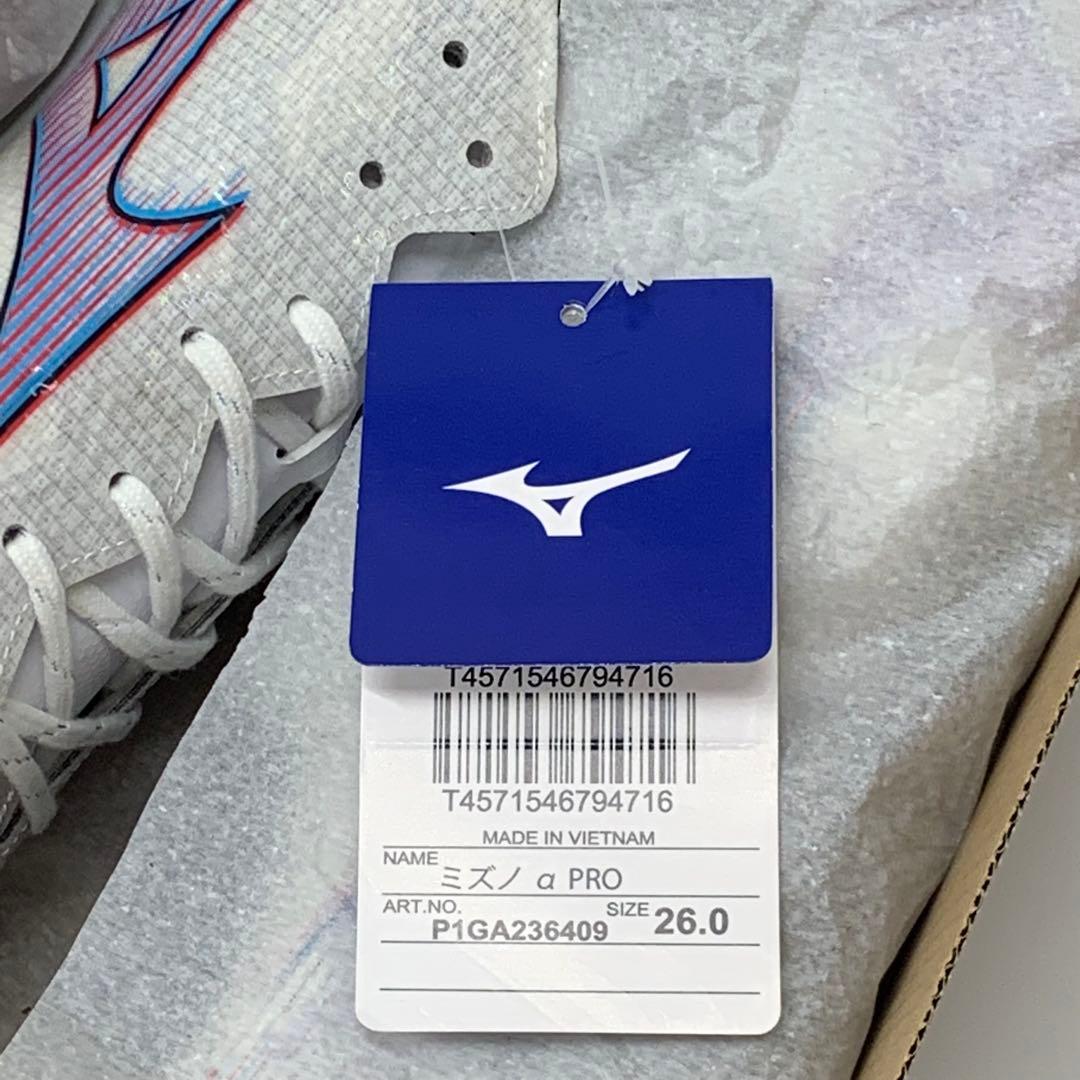 T4571546794716
T4571546794716
MADE IN VIETNAM
NAME ミズノ α PRO
ART.NO. P1GA236409 SIZE 26.0